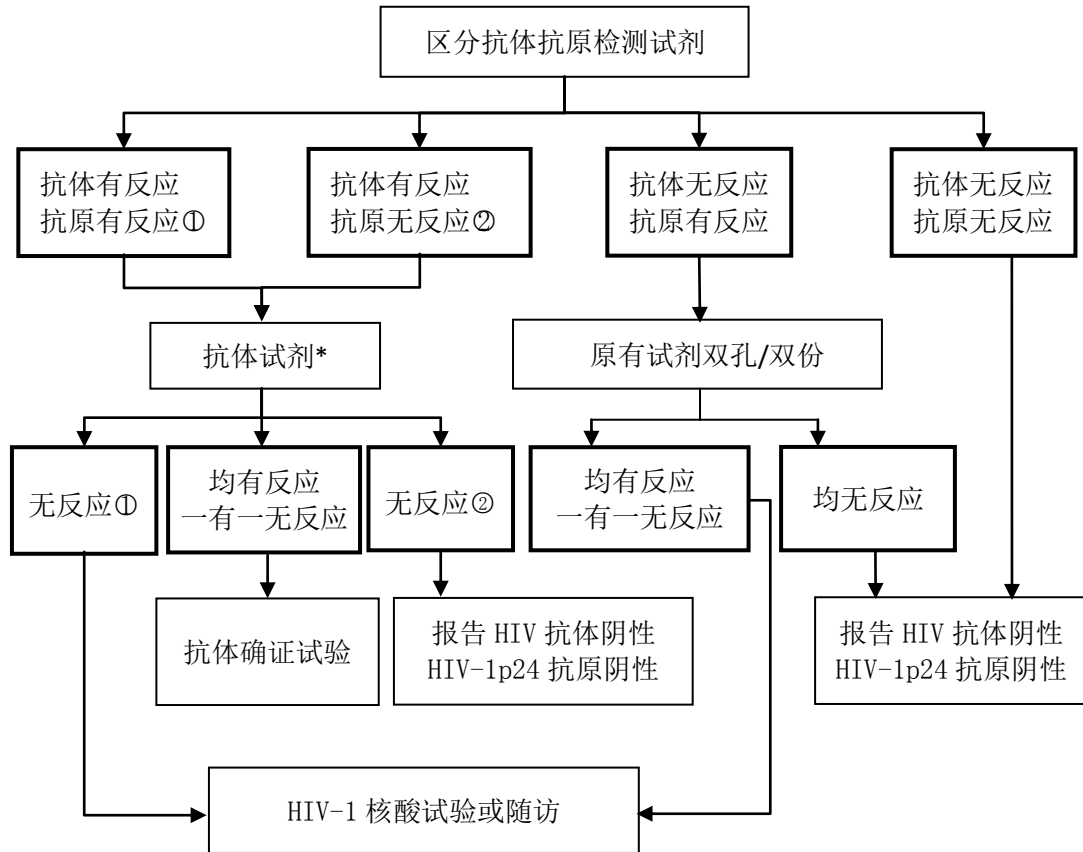 区分抗体抗原检测试剂
抗体有反应
抗原有反应①
抗体有反应
抗原无反应②
抗体无反应
抗原有反应
抗体无反应
抗原无反应
抗体试剂*
原有试剂双孔/双份
无反应①
均有反应
一有一无反应
无反应②
均有反应
一有一无反应
均无反应
抗体确证试验
报告 HIV 抗体阴性
HIV-1p24 抗原阴性
报告 HIV 抗体阴性
HIV-1p24 抗原阴性
HIV-1 核酸试验或随访